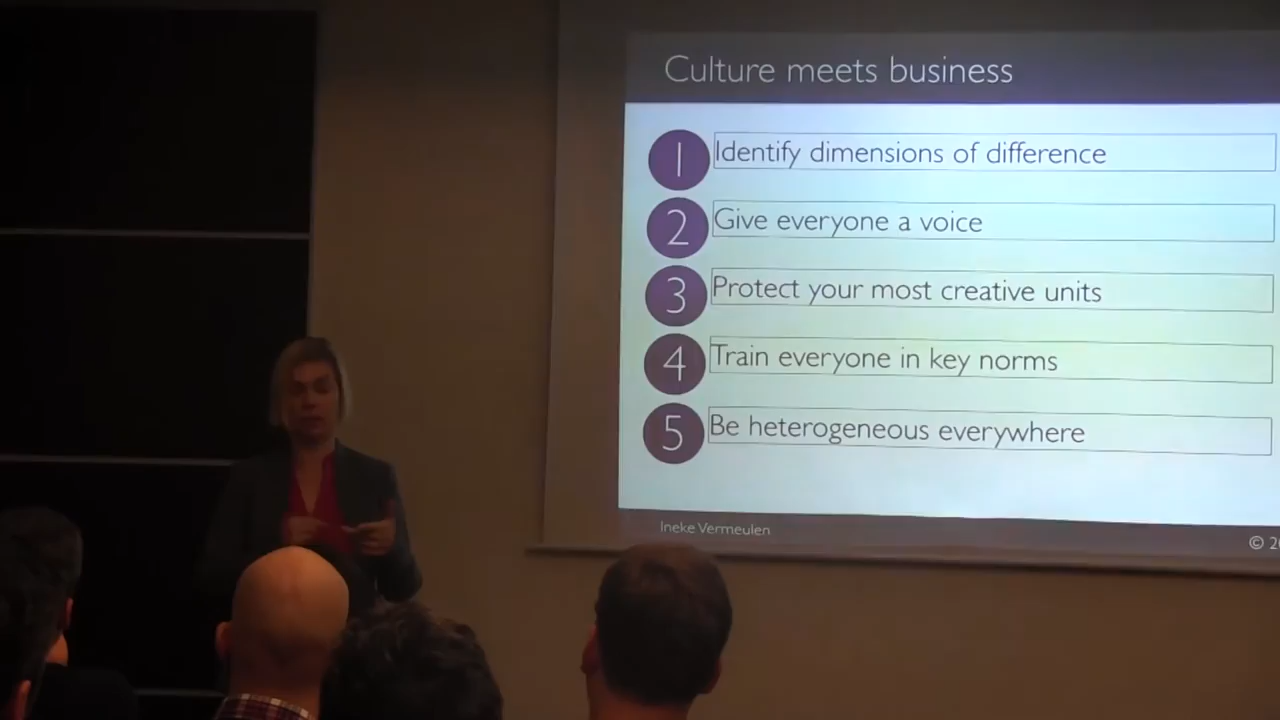 Culture meets business
1 Identify dimensions of difference
2 Give everyone a voice
3 Protect your most creative units
4 Train everyone in key norms
5 Be heterogeneous everywhere
Ineke Vermeulen
©